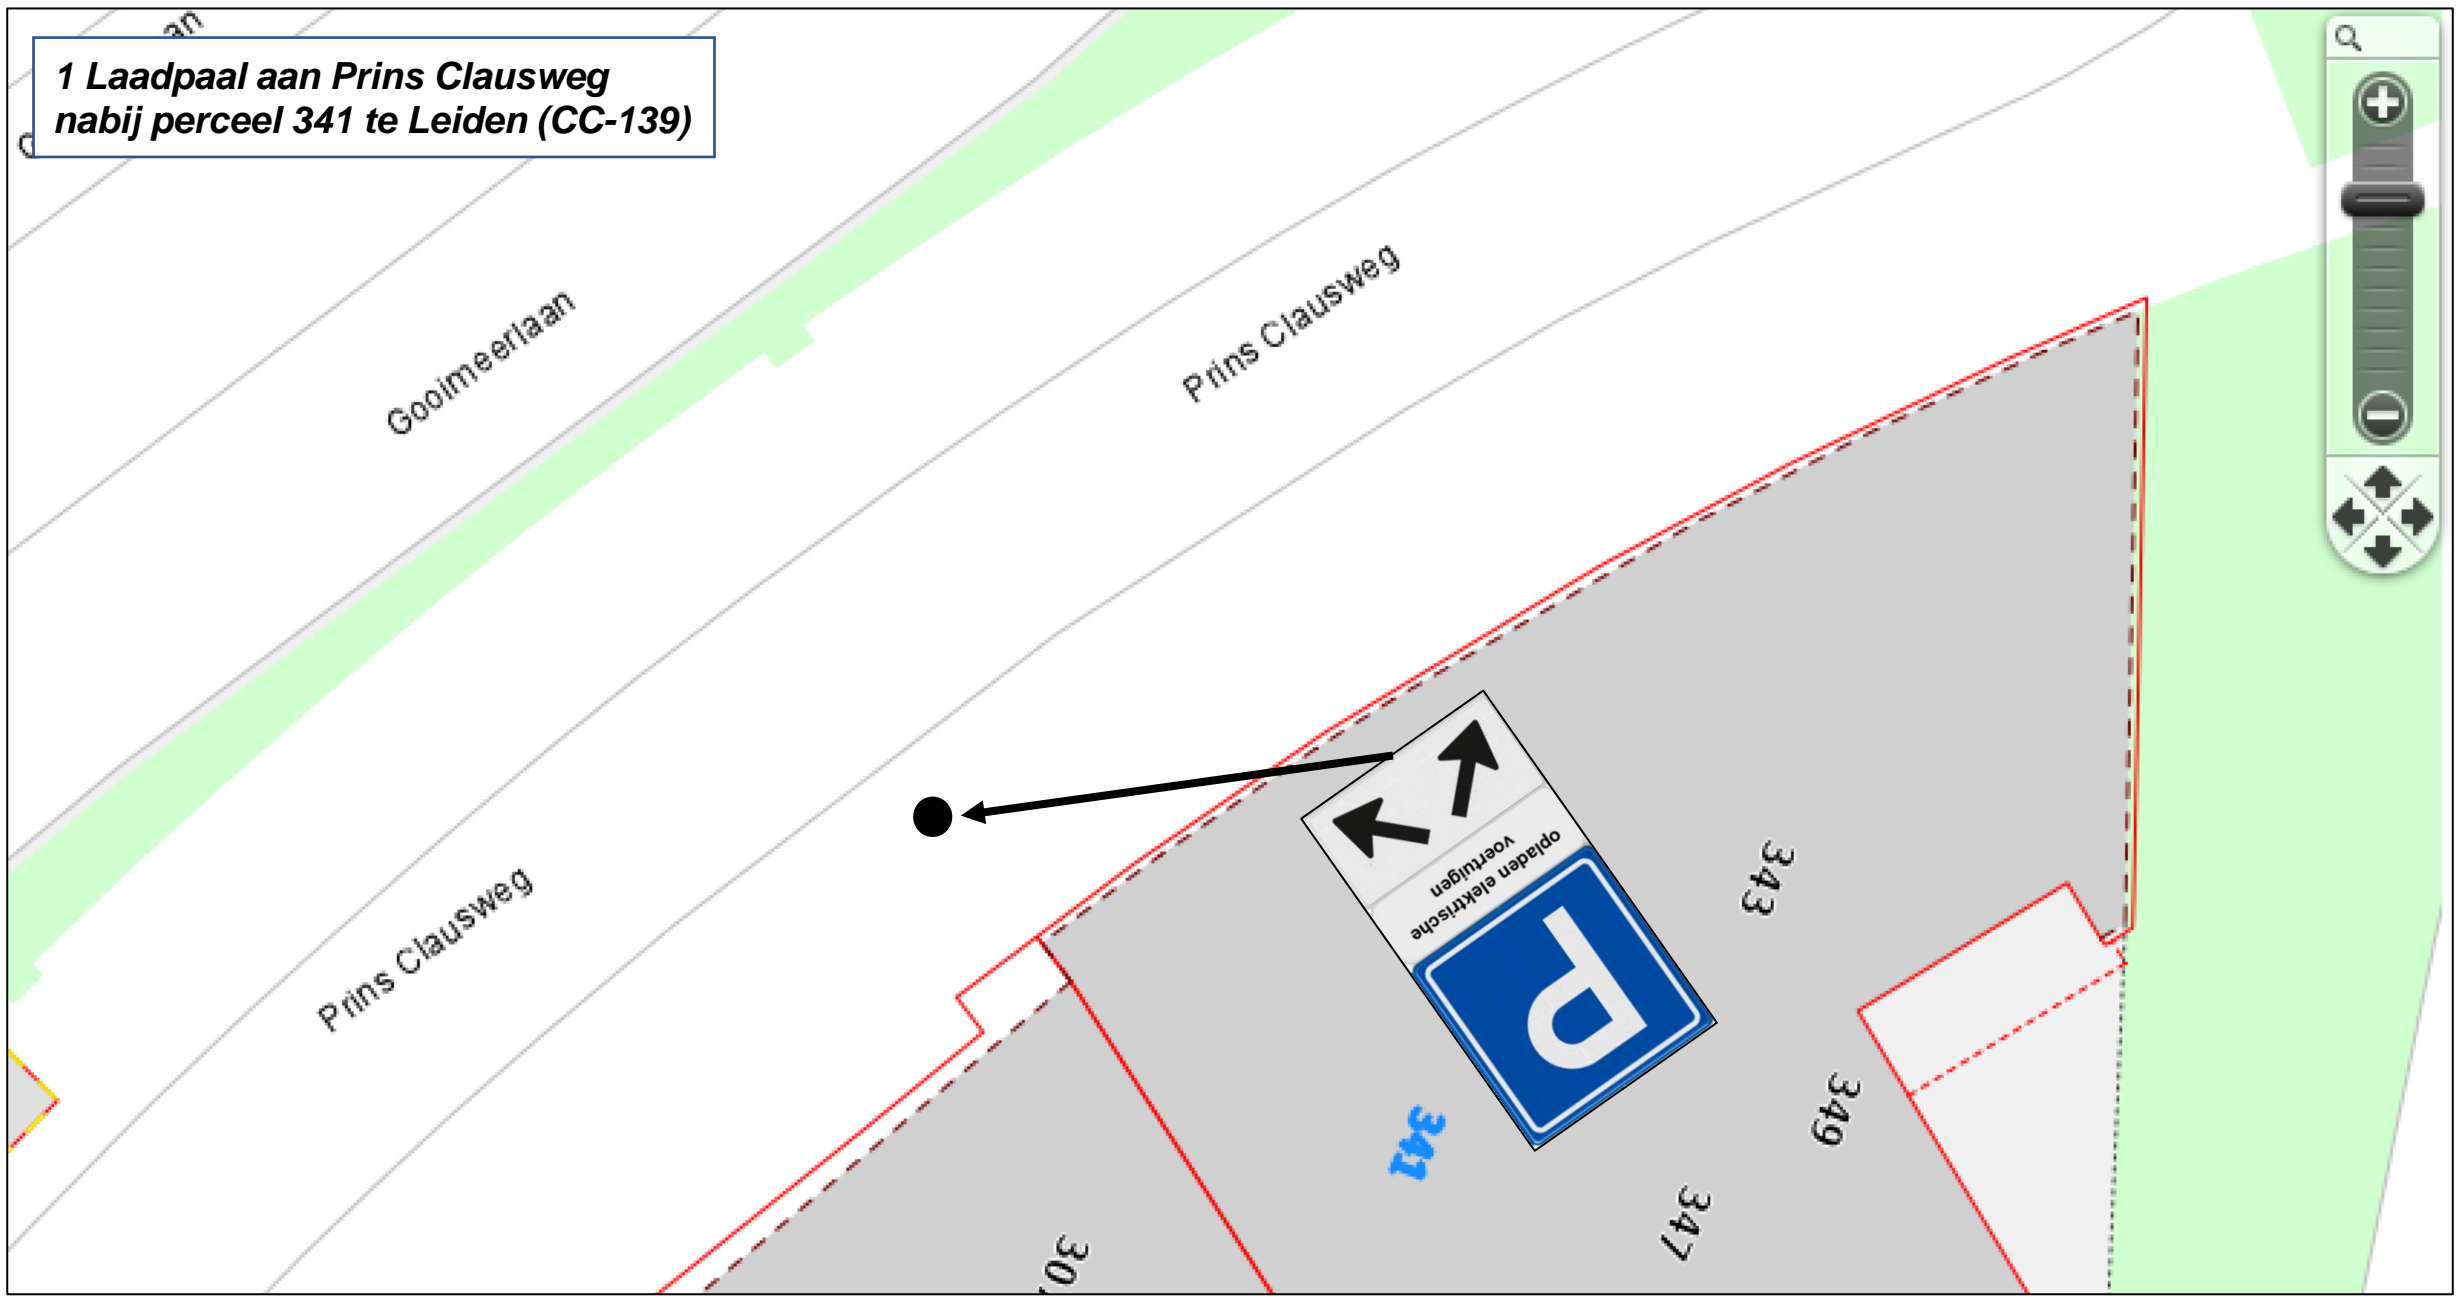 1 Laadpaal aan Prins Clausweg
nabij perceel 341 te Leiden (CC-139)
Gooimeerlaan
Prins Clausweg
Prins Clausweg
opladen elektrische
voertuigen
P
343
349
341
347